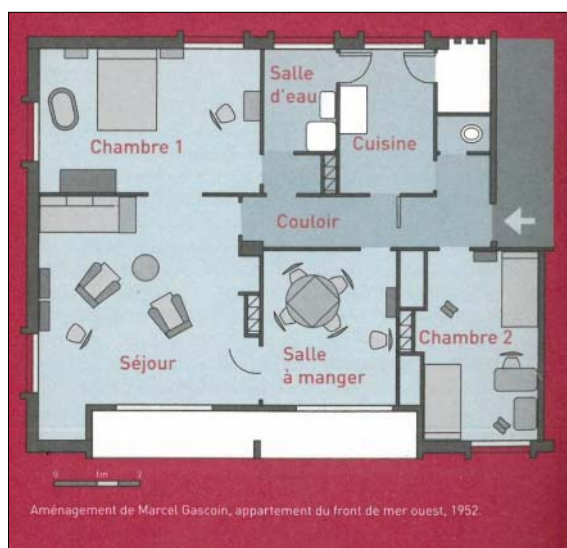 Salle
d'eau
Chambre 1
Cuisine
Couloir
Chambre 2
Séjour
Salle
à manger
0 1m 2
Aménagement de Marcel Gascoin, appartement du front de mer ouest, 1952.